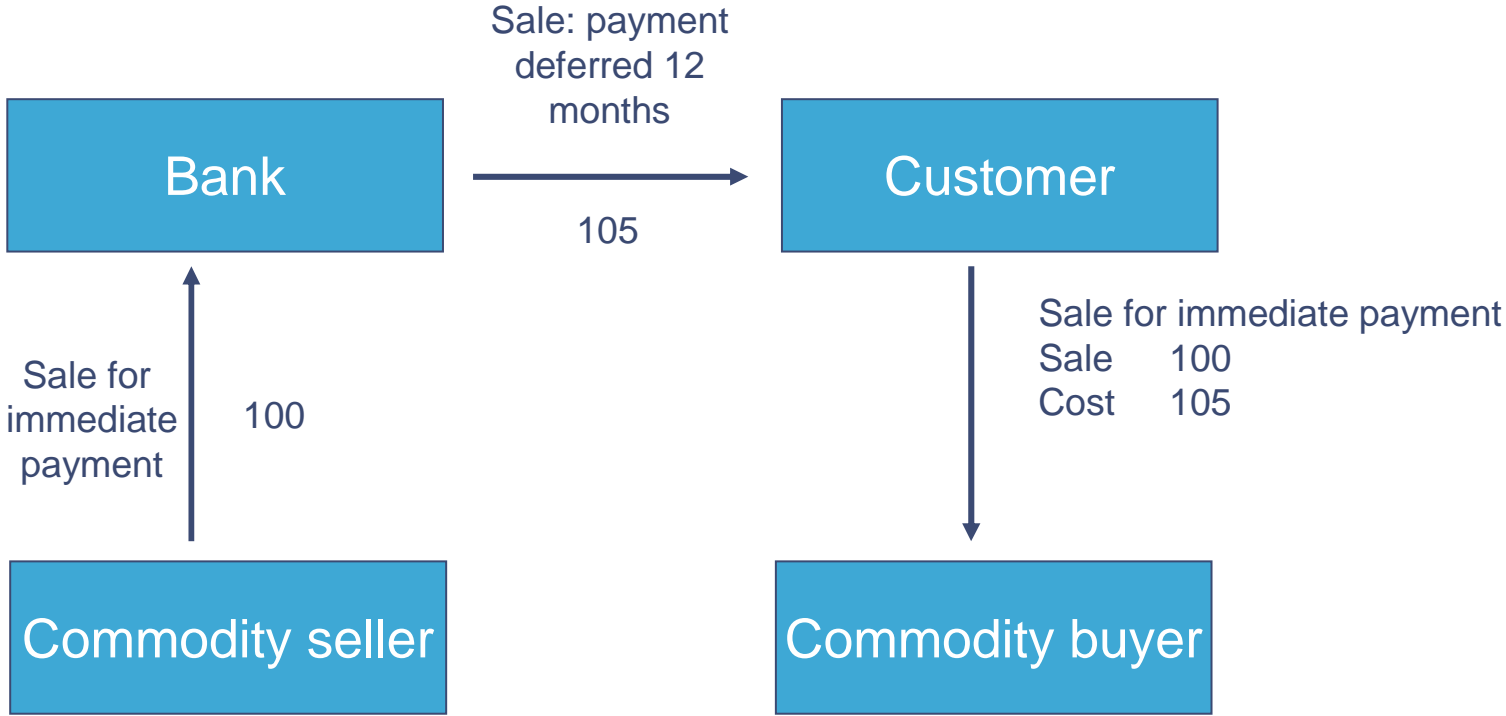 Sale: payment
deferred 12
months
Bank
Customer
105
Sale for
immediate
payment
100
Sale for immediate payment
Sale 100
Cost 105
Commodity seller
Commodity buyer